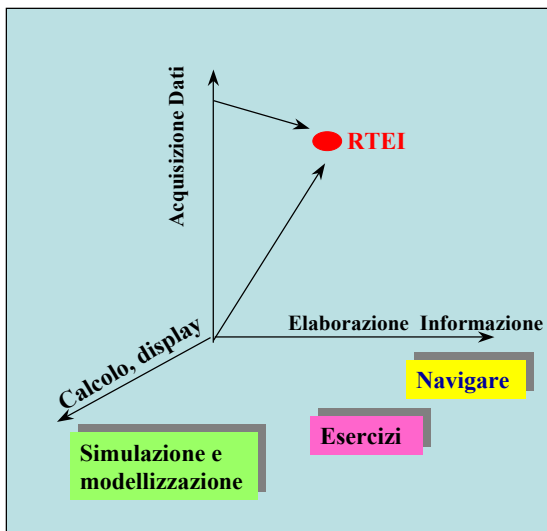 Acquisizione Dati
RTEI
Elaborazione Informazione
Calcolo, display
Navigare
Esercizi
Simulazione e
modellizzazione